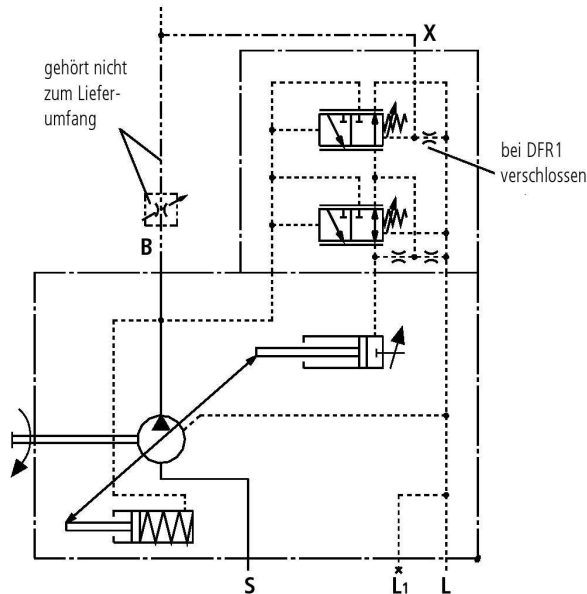 X
gehört nicht
zum Liefer-
umfang
bei DFR1
verschlossen
B
S
L1
L